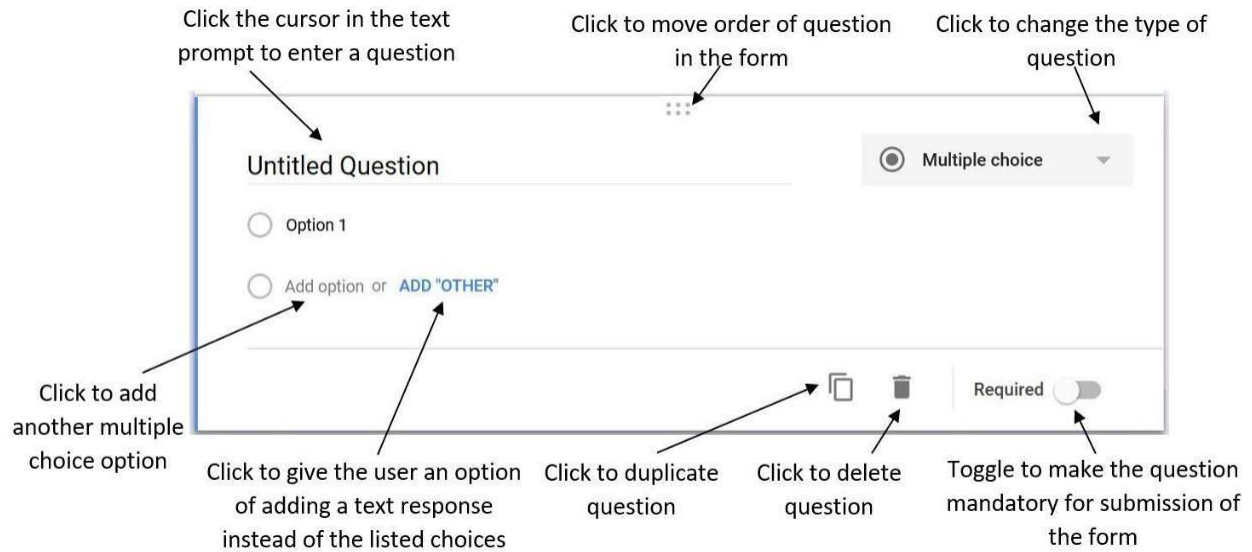 Click the cursor in the text
prompt to enter a question
Click to move order of question
in the form
Click to change the type of
question
Untitled Question
Multiple choice
Option 1
Add option or ADD "OTHER"
Required
Click to add
another multiple
choice option
Click to give the user an option
of adding a text response
instead of the listed choices
Click to duplicate
question
Click to delete
question
Toggle to make the question
mandatory for submission of
the form